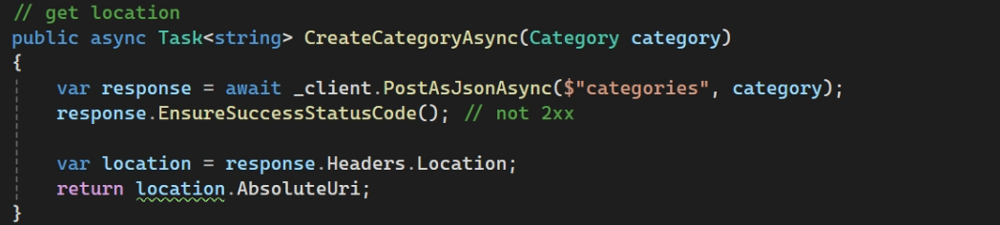 // get location
public async Task<string> CreateCategoryAsync(Category category)
{
    var response = await _client.PostAsJsonAsync($"categories", category);
    response.EnsureSuccessStatusCode(); // not 2xx

    var location = response.Headers.Location;
    return location.AbsoluteUri;
}